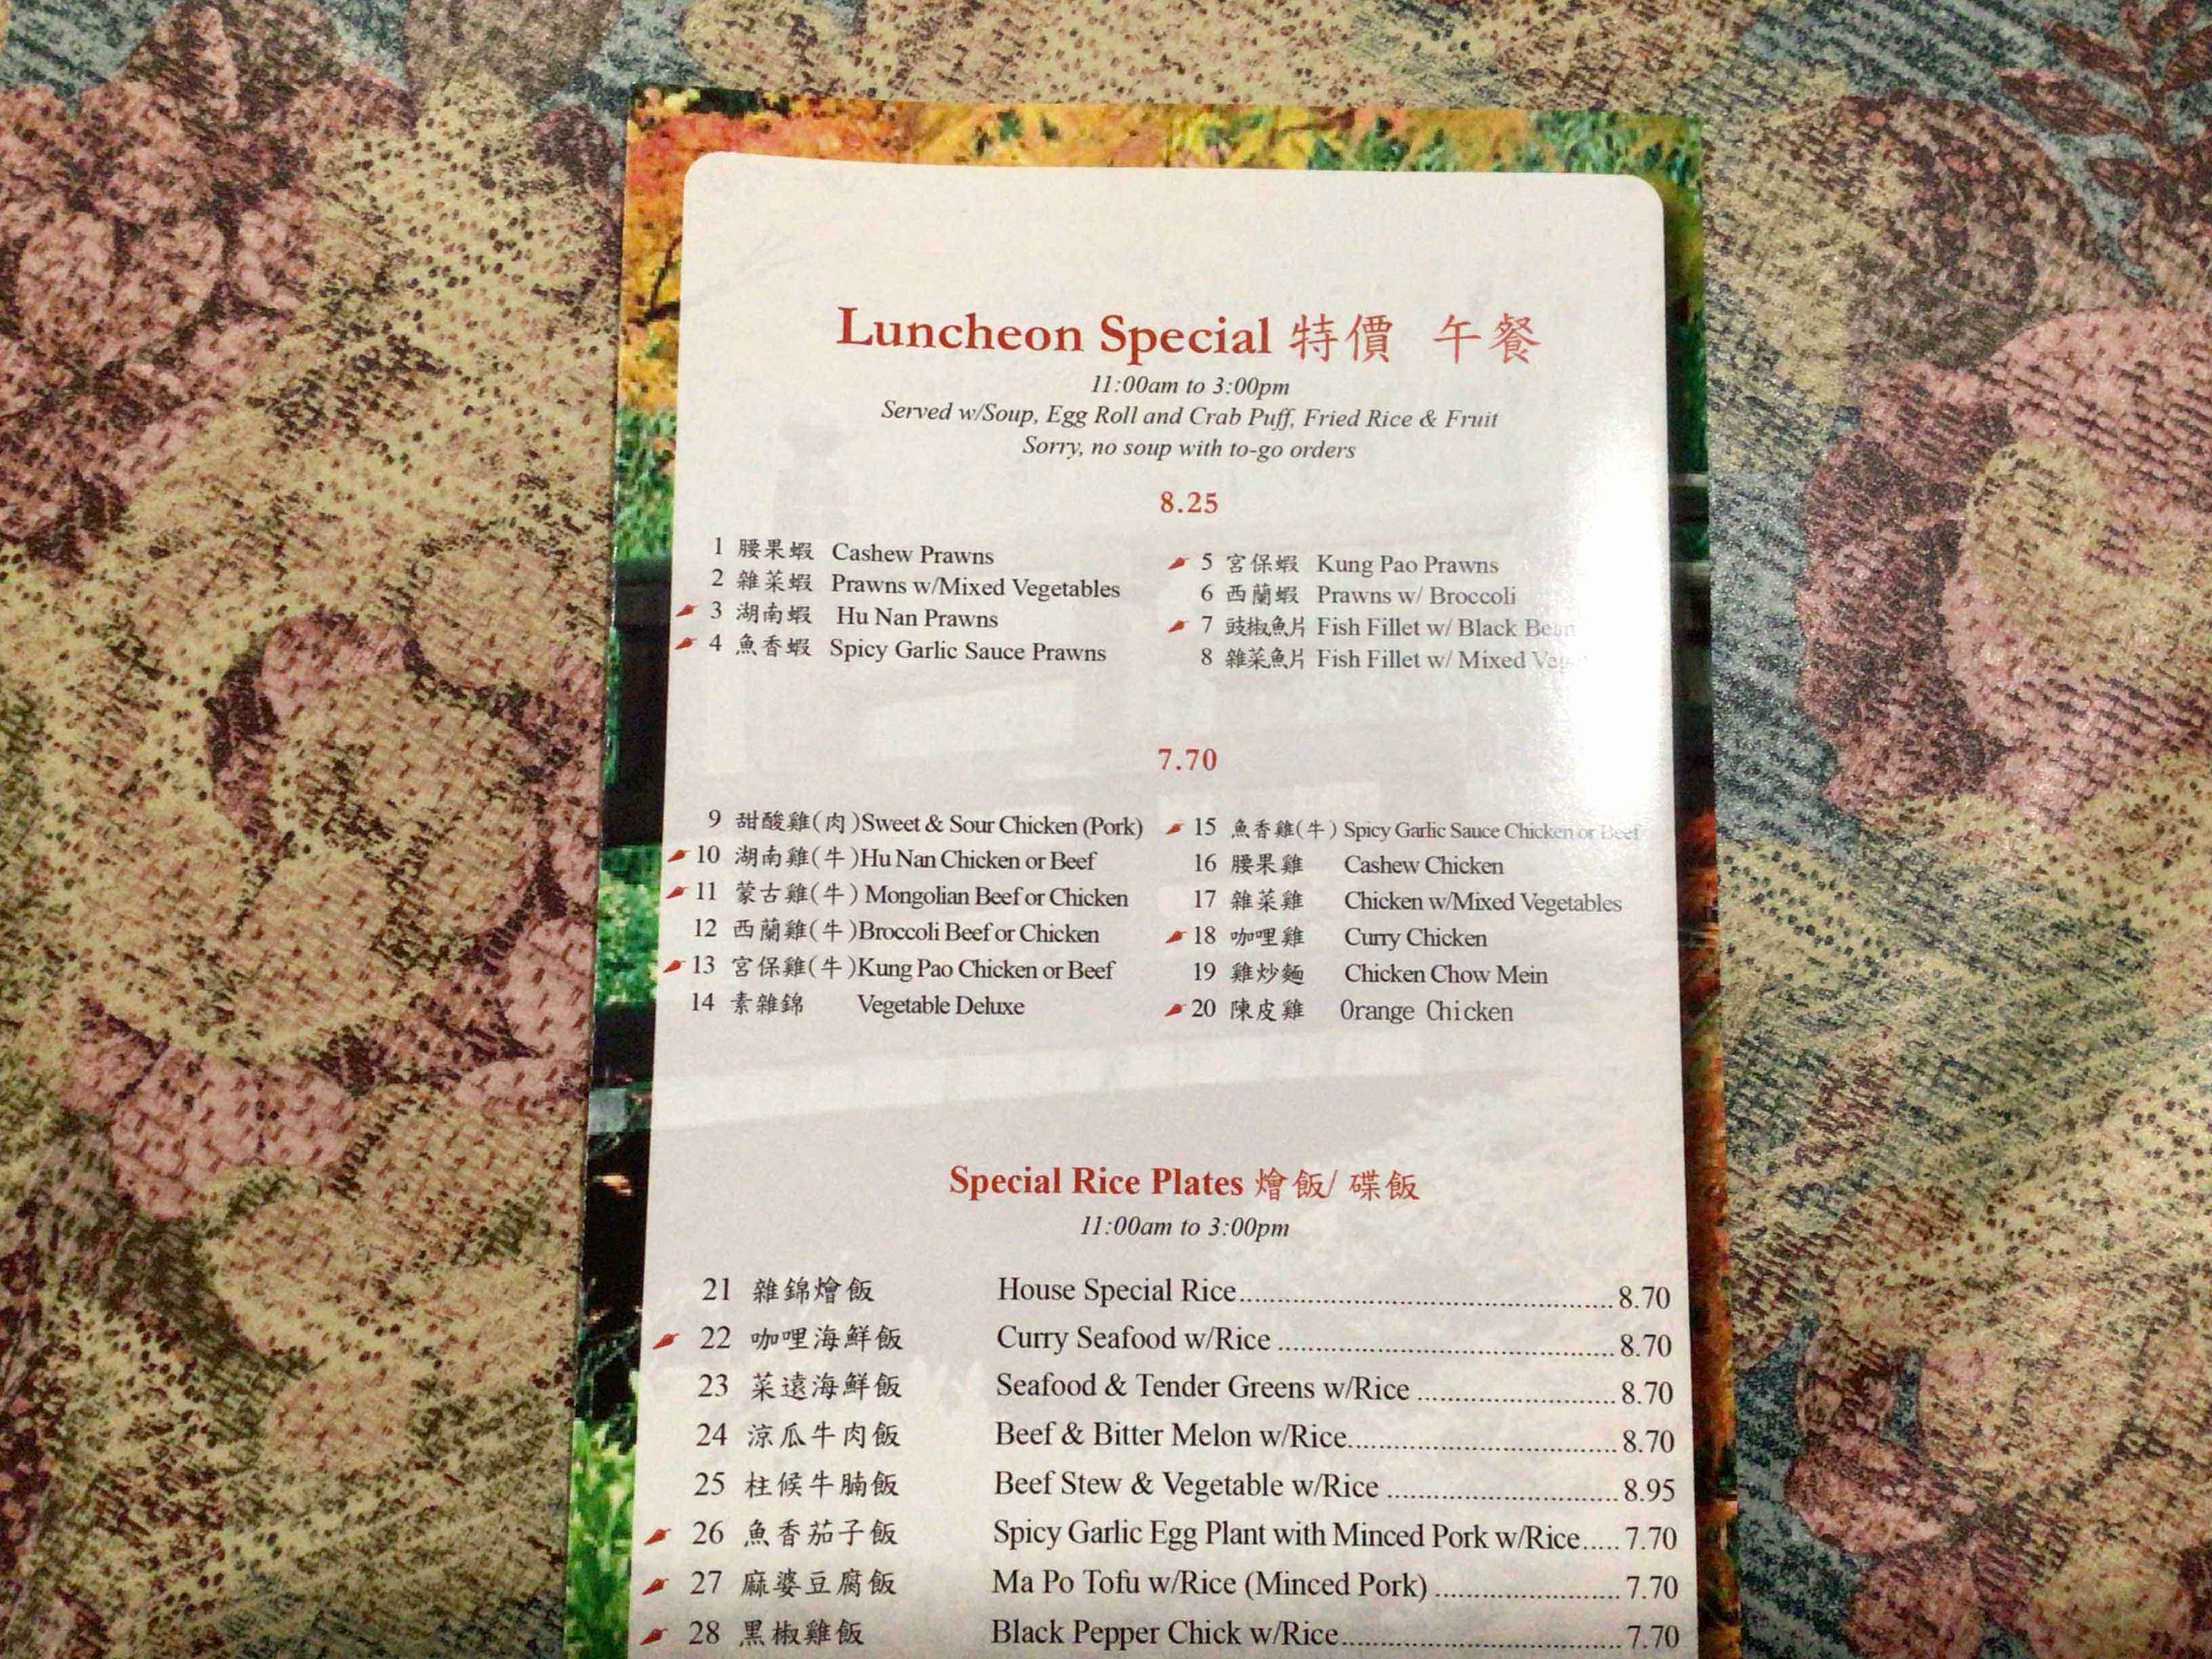 Luncheon Special 特價 午餐
11:00am to 3:00pm
Served w/Soup, Egg Roll and Crab Puff, Fried Rice & Fruit
Sorry, no soup with to-go orders
8.25
1 腰果蝦 Cashew Prawns
2 雜菜蝦 Prawns w/Mixed Vegetables
3 湖南蝦 Hu Nan Prawns
4 魚香蝦 Spicy Garlic Sauce Prawns
5 宮保蝦 Kung Pao Prawns
6 西蘭蝦 Prawns w/ Broccoli
7 豉椒魚片 Fish Fillet w/ Black Bean
8 雜菜魚片 Fish Fillet w/ Mixed
7.70
9 甜酸雞(肉)Sweet & Sour Chicken (Pork)
10 湖南雞(牛)Hu Nan Chicken or Beef
11 蒙古雞(牛) Mongolian Beef or Chicken
12 西蘭雞(牛)Broccoli Beef or Chicken
13 宮保雞(牛)Kung Pao Chicken or Beef
14 素雜錦 Vegetable Deluxe
15 魚香雞(牛) Spicy Garlic Sauce Chicken or Beef
16 腰果雞 Cashew Chicken
17 雜菜雞 Chicken w/Mixed Vegetables
18 咖哩雞 Curry Chicken
19 雞炒麵 Chicken Chow Mein
20 陳皮雞 Orange Chicken
Special Rice Plates 燴飯/ 碟飯
11:00am to 3:00pm
21 雜錦燴飯 House Special Rice 8.70
22 咖哩海鮮飯 Curry Seafood w/Rice 8.70
23 菜遠海鮮飯 Seafood & Tender Greens w/Rice 8.70
24 涼瓜牛肉飯 Beef & Bitter Melon w/Rice 8.70
25 柱候牛腩飯 Beef Stew & Vegetable w/Rice 8.95
26 魚香茄子飯 Spicy Garlic Egg Plant with Minced Pork w/Rice 7.70
27 麻婆豆腐飯 Ma Po Tofu w/Rice (Minced Pork) 7.70
28 黑椒雞飯 Black Pepper Chick w/Rice 7.70